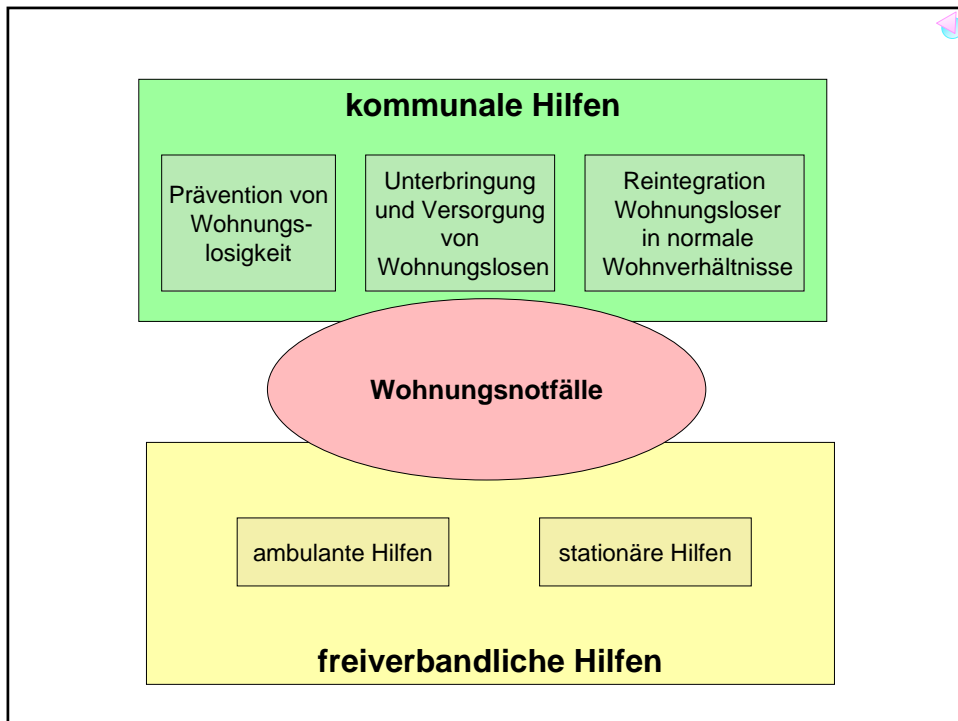 kommunale Hilfen
Prävention von
Wohnungs-
losigkeit
Unterbringung
und Versorgung
von
Wohnungslosen
Reintegration
Wohnungsloser
in normale
Wohnverhältnisse
Wohnungsnotfälle
ambulante Hilfen
stationäre Hilfen
freiverbandliche Hilfen